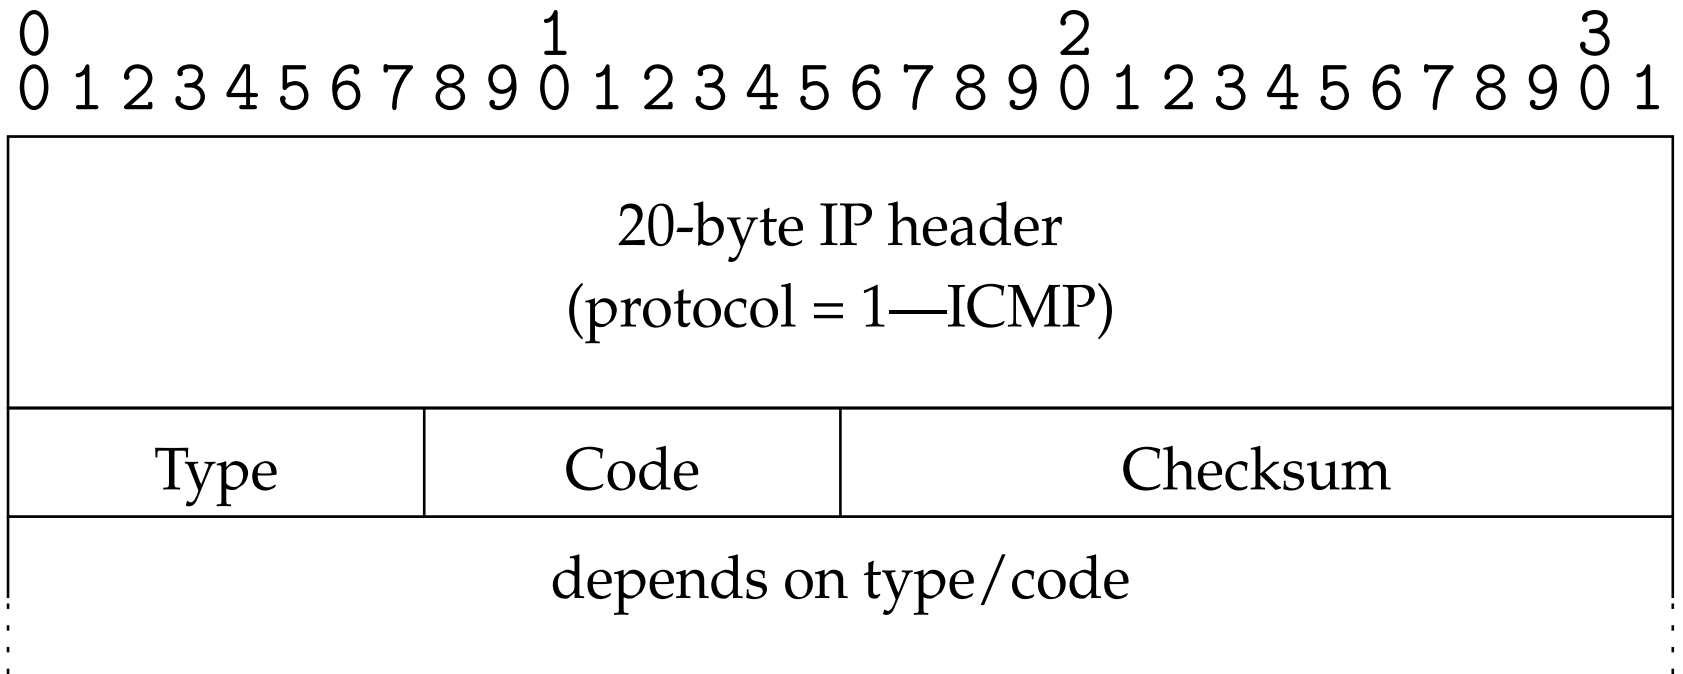 0 1 2 3
0 1 2 3 4 5 6 7 8 9 0 1 2 3 4 5 6 7 8 9 0 1 2 3 4 5 6 7 8 9 0 1
20-byte IP header
(protocol = 1—ICMP)
Type Code Checksum
depends on type/code